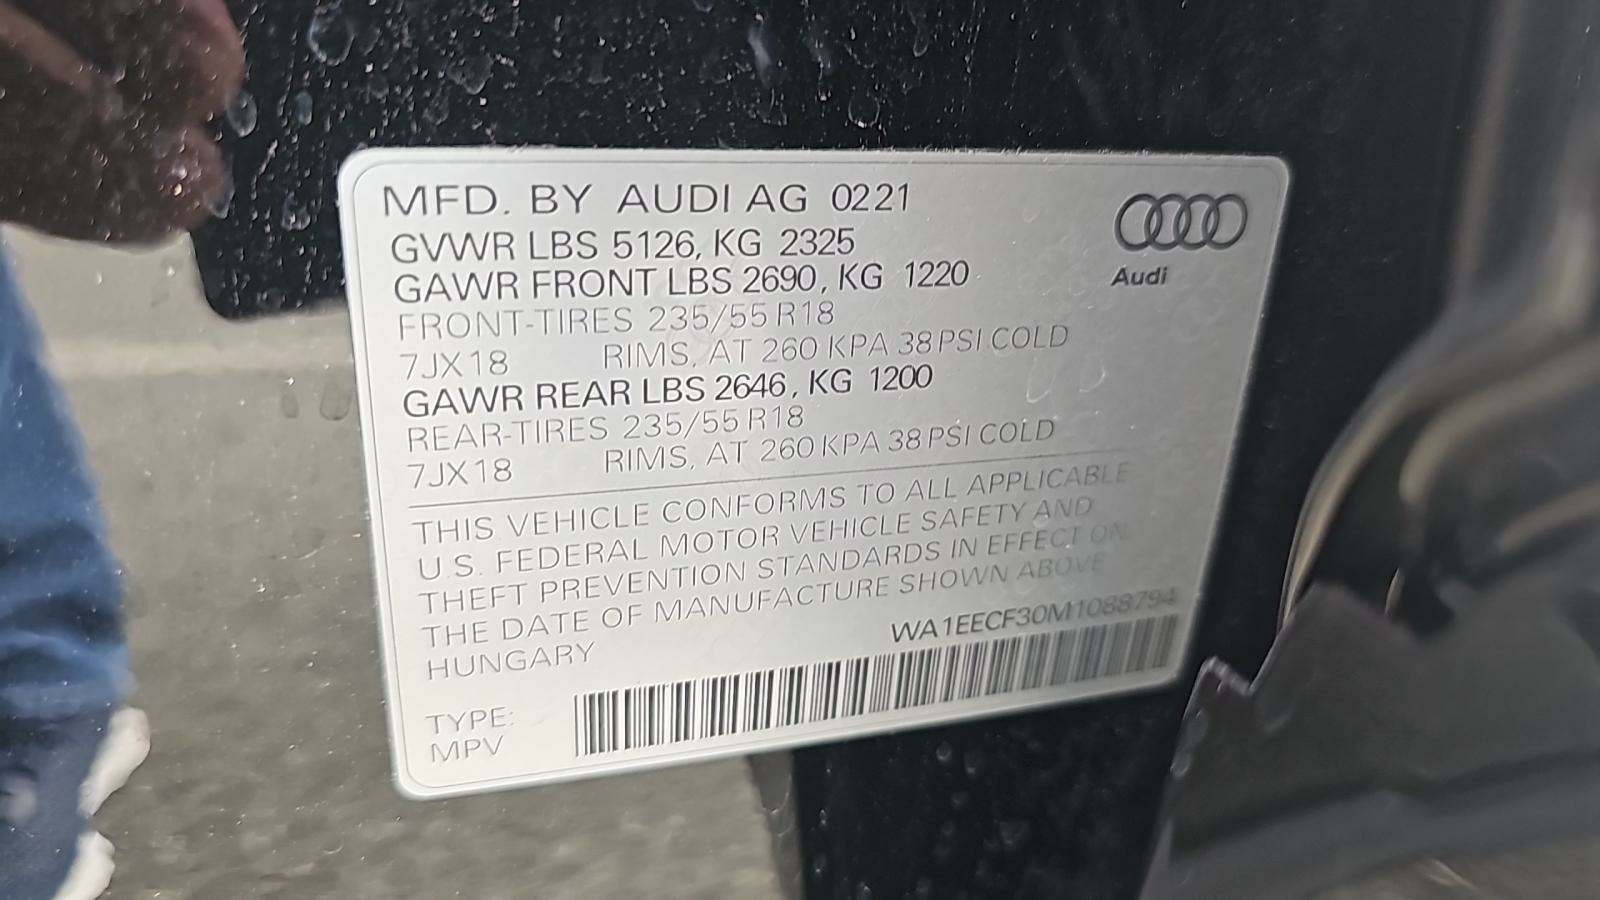 MFD. BY AUDI AG 0221
GVWR LBS 5126, KG 2325
GAWR FRONT LBS 2690, KG 1220
FRONT-TIRES 235/55 R18
7JX18 RIMS, AT 260 KPA 38 PSI COLD
GAWR REAR LBS 2646, KG 1200
REAR-TIRES 235/55 R18
7JX18 RIMS, AT 260 KPA 38 PSI COLD
THIS VEHICLE CONFORMS TO ALL APPLICABLE
U.S. FEDERAL MOTOR VEHICLE SAFETY AND
THEFT PREVENTION STANDARDS IN EFFECT ON
THE DATE OF MANUFACTURE SHOWN ABOVE
HUNGARY
WA1EECF30M1088794
TYPE:
MPV
Audi